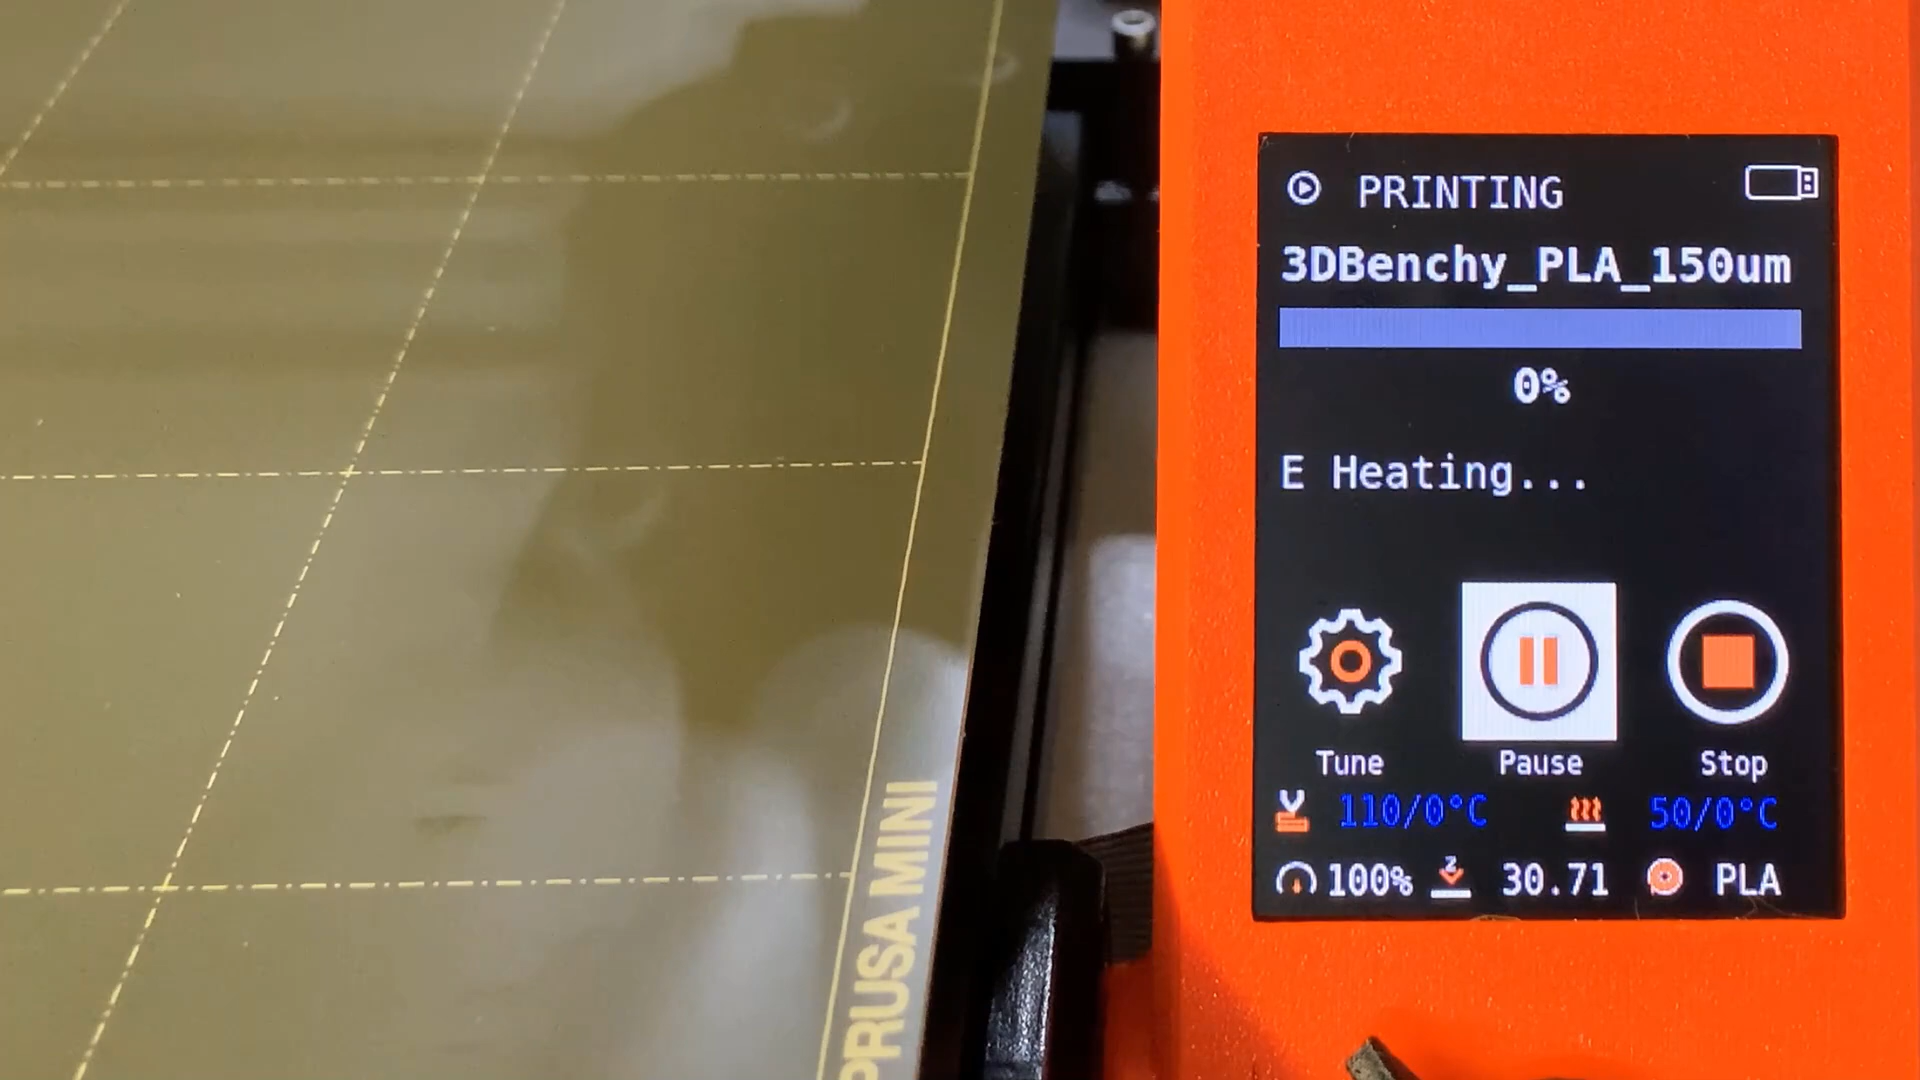 PRINTING
3DBenchy_PLA_150um
0%
E Heating...
Tune Pause Stop
110/0°C 50/0°C
100% Z 30.71 PLA
PRUSA MINI